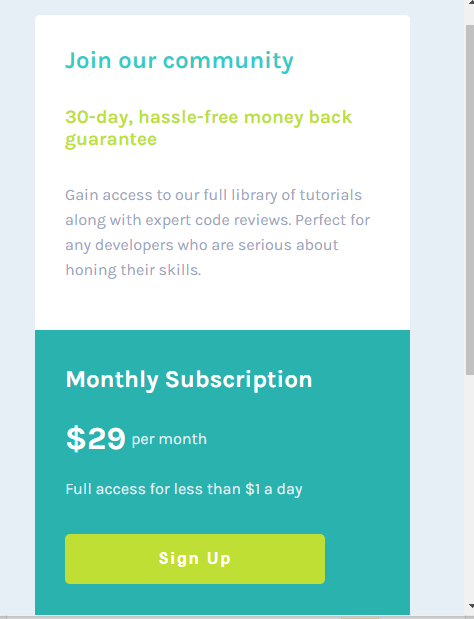 Join our community
30-day, hassle-free money back
guarantee
Gain access to our full library of tutorials
along with expert code reviews. Perfect for
any developers who are serious about
honing their skills.
Monthly Subscription
$29 per month
Full access for less than $1 a day
Sign Up